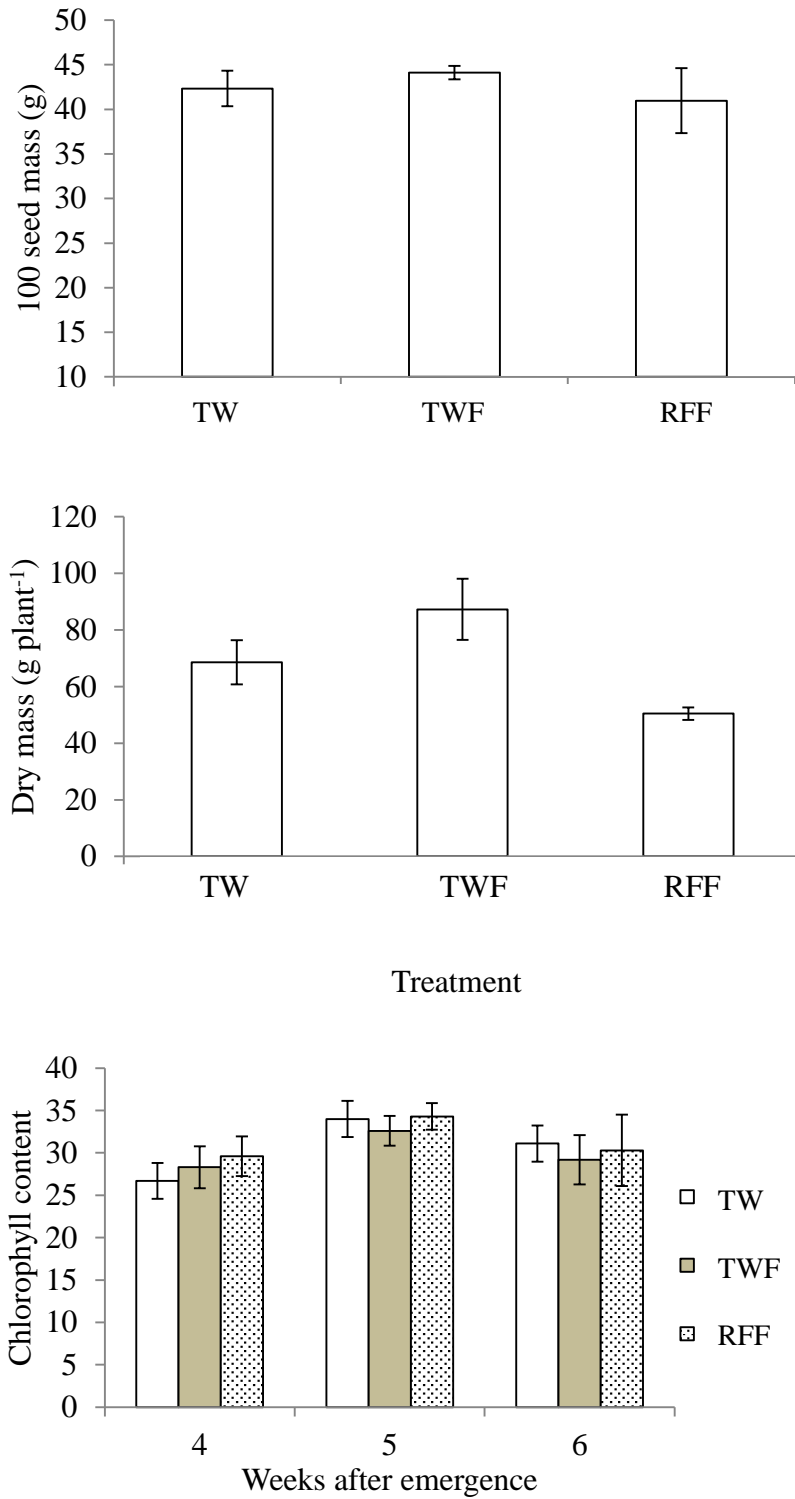 100 seed mass (g)
50
45
40
35
30
25
20
15
10
TW TWF RFF
Dry mass (g plant-1)
120
100
80
60
40
20
0
TW TWF RFF
Treatment
Chlorophyll content
40
35
30
25
20
15
10
5
0
4 5 6
Weeks after emergence
TW
TWF
RFF